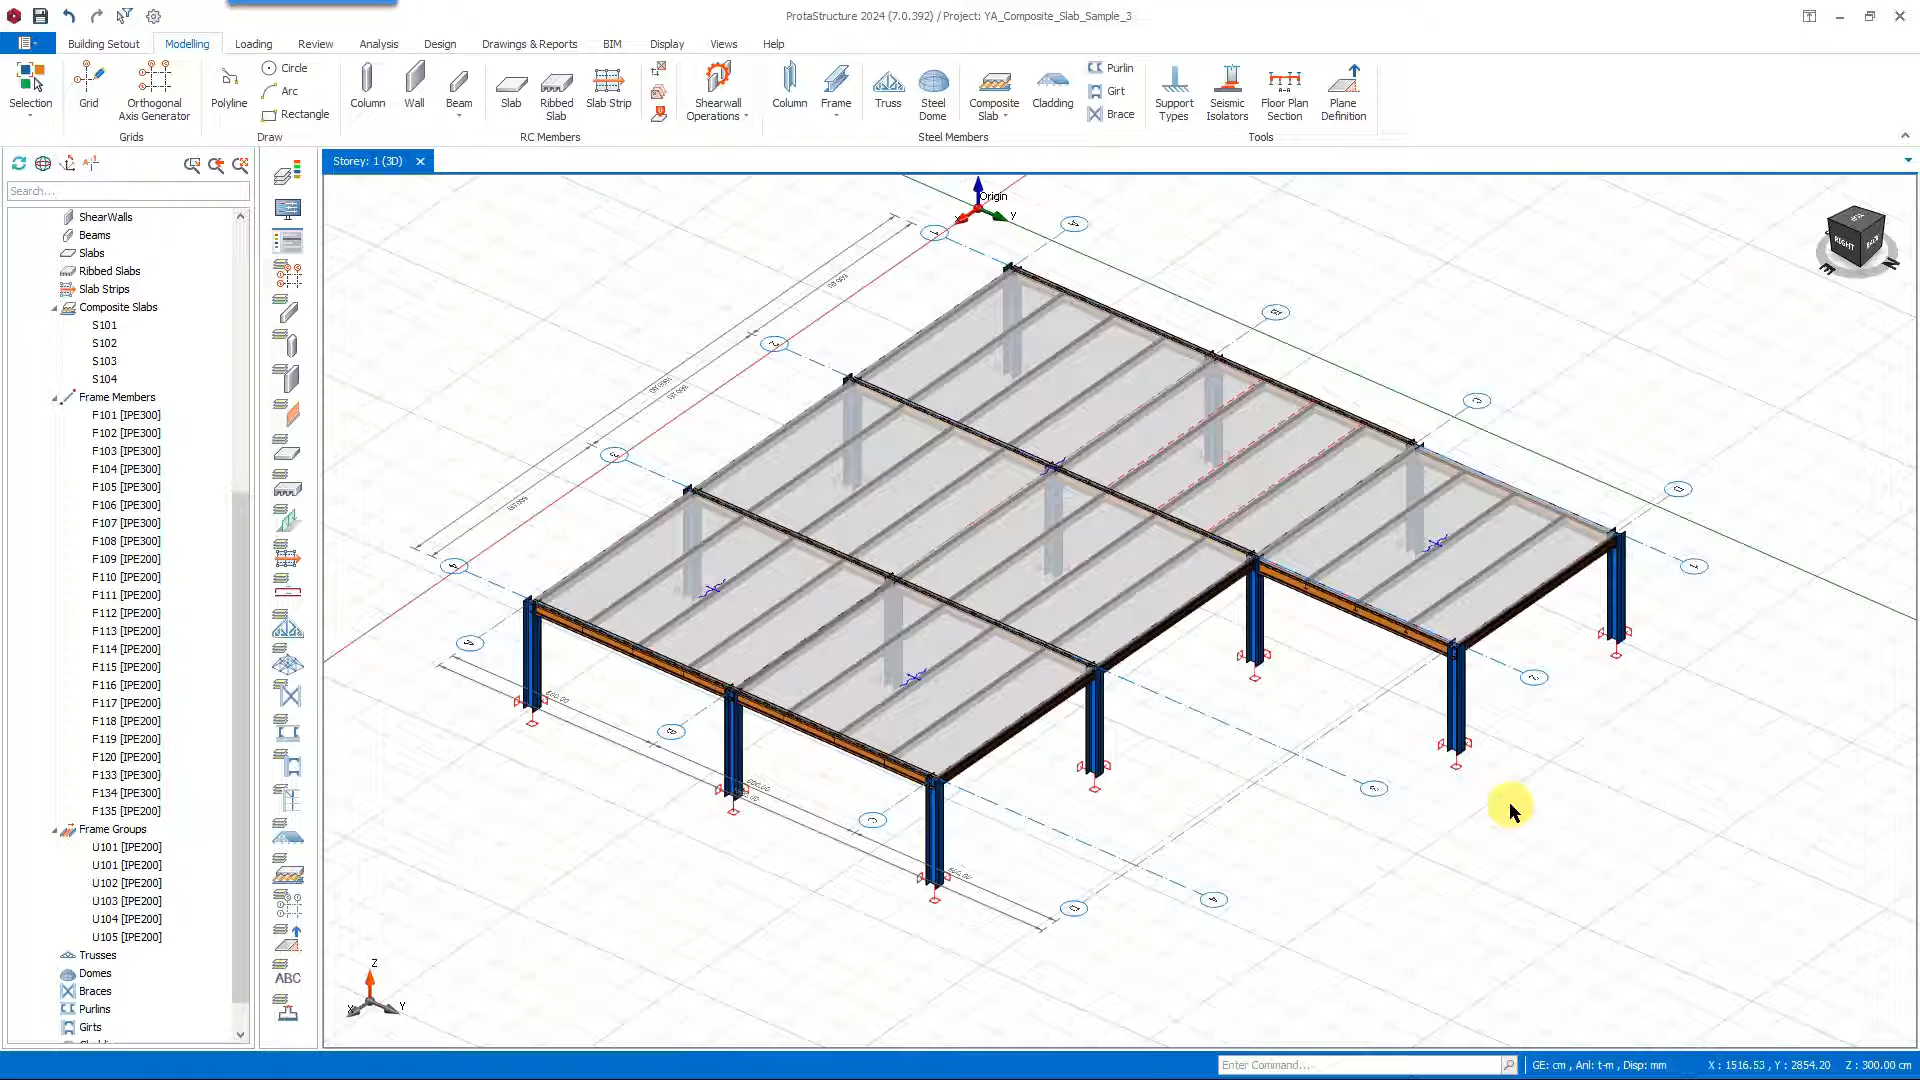 ProtaStructure 2024 (7.0.392) / Project: YA_Composite_Slab_Sample_3
Building Setout
Modelling
Loading
Review
Analysis
Design
Drawings & Reports
BIM
Display
Views
Help
Selection
Grid
Orthogonal
Axis Generator
Polyline
Circle
Arc
Rectangle
Column
Wall
Beam
Slab
Ribbed
Slab
Slab Strip
Shearwall
Operations
Column
Frame
Truss
Steel
Dome
Composite
Slab
Cladding
Purlin
Girt
Brace
Support
Types
Seismic
Isolators
Floor Plan
Section
Plane
Definition
Grids
Draw
RC Members
Steel Members
Tools
Storey: 1 (3D)
Search...
ShearWalls
Beams
Slabs
Ribbed Slabs
Slab Strips
Composite Slabs
S101
S102
S103
S104
Frame Members
F101 [IPE300]
F102 [IPE300]
F103 [IPE300]
F104 [IPE300]
F105 [IPE300]
F106 [IPE300]
F107 [IPE300]
F108 [IPE300]
F109 [IPE200]
F110 [IPE200]
F111 [IPE200]
F112 [IPE200]
F113 [IPE200]
F114 [IPE200]
F115 [IPE200]
F116 [IPE200]
F117 [IPE200]
F118 [IPE200]
F119 [IPE200]
F120 [IPE200]
F133 [IPE300]
F134 [IPE300]
F135 [IPE200]
Frame Groups
U101 [IPE200]
U101 [IPE200]
U102 [IPE200]
U103 [IPE200]
U104 [IPE200]
U105 [IPE200]
Trusses
Domes
Braces
Purlins
Girts
ABC
Origin
Y
RIGHT
BACK
E
N
A
B
C
D
1
2
3
4
Z
X
Y
Enter Command...
GE: cm , Anl: t-m , Disp: mm
X : 1516.53 , Y : 2854.20
Z : 300.00 cm